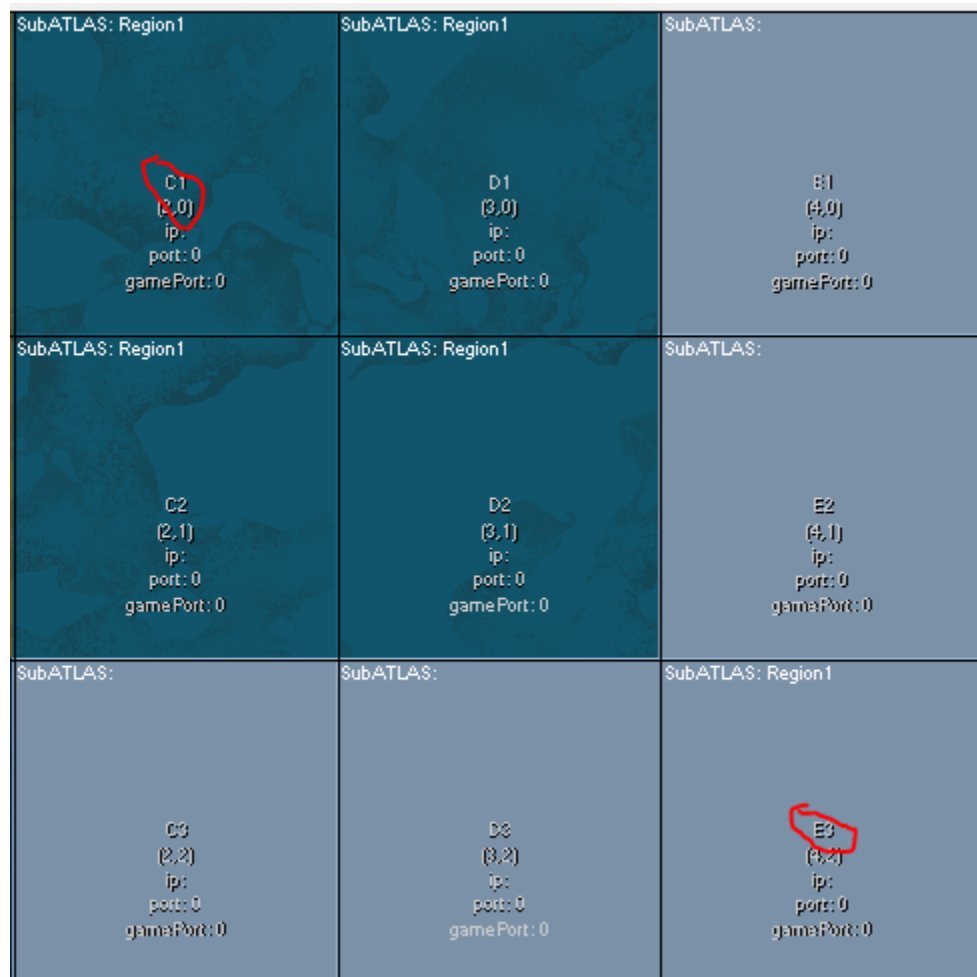 SubATLAS: Region1
SubATLAS: Region1
SubATLAS:
C1
(2,0)
ip:
port: 0
gamePort: 0
D1
(3,0)
ip:
port: 0
gamePort: 0
E1
(4,0)
ip:
port: 0
gamePort: 0
SubATLAS: Region1
SubATLAS: Region1
SubATLAS:
C2
(2,1)
ip:
port: 0
gamePort: 0
D2
(3,1)
ip:
port: 0
gamePort: 0
E2
(4,1)
ip:
port: 0
gamePort: 0
SubATLAS:
SubATLAS:
SubATLAS: Region1
C3
(2,2)
ip:
port: 0
gamePort: 0
D3
(3,2)
ip:
port: 0
gamePort: 0
E3
(4,2)
ip:
port: 0
gamePort: 0